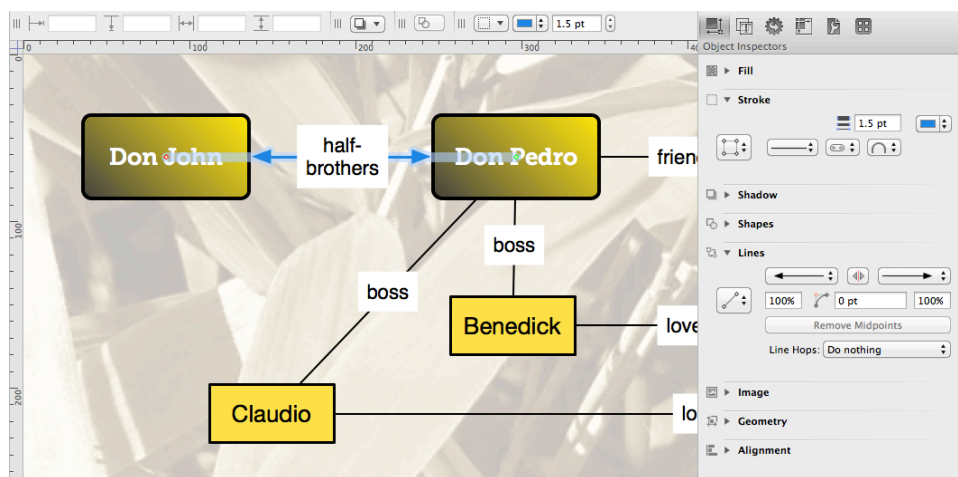 1.5 pt
Object Inspectors
0
100
200
300
0
100
200
Fill
Stroke
1.5 pt
Shadow
Shapes
Lines
100%
0 pt
100%
Remove Midpoints
Line Hops:
Do nothing
Image
Geometry
Alignment
Don John
half-
brothers
Don Pedro
frien
boss
boss
Benedick
love
Claudio
lo